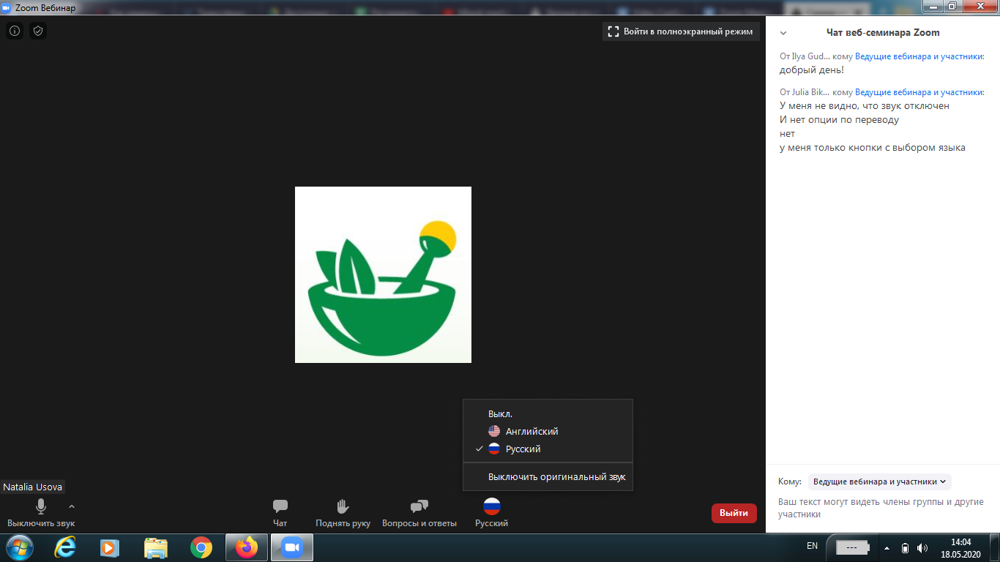 Zoom Вебинар
Войти в полноэкранный режим
Чат веб-семинара Zoom
От Ilya Gud... кому Ведущие вебинара и участники:
добрый день!
От Julia Bik... кому Ведущие вебинара и участники:
У меня не видно, что звук отключен
И нет опции по переводу
нет
у меня только кнопки с выбором языка
Выкл.
Английский
Русский
Выключить оригинальный звук
Natalia Usova
Выключить звук
Чат
Поднять руку
Вопросы и ответы
Русский
Выйти
Кому: Ведущие вебинара и участники
Ваш текст могут видеть члены группы и другие
участники
EN
---
14:04
18.05.2020